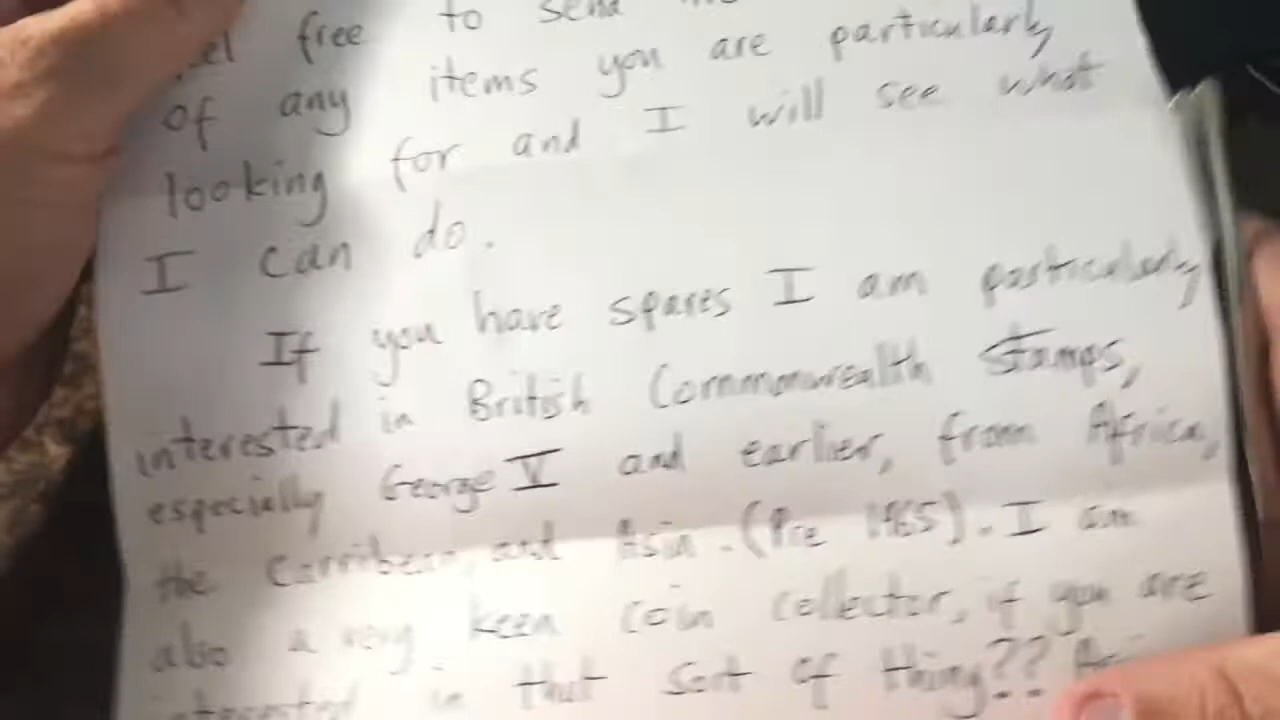 free to send
of any items you are particularly
looking for and I will see what
I can do.
If you have spares I am particularly
interested in British Commonwealth Stamps,
especially George V and earlier, from Africa,
the Carribean and Asia. (Pre 1965). I am
also a very keen coin collector, if you are
interested in that sort of thing??